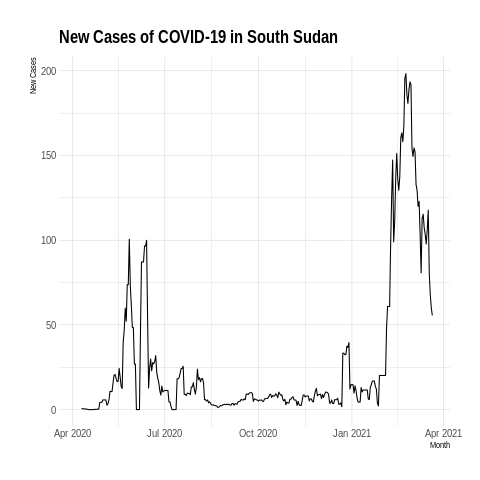 New Cases of COVID-19 in South Sudan
New Cases
200
150
100
50
0
Apr 2020 Jul 2020 Oct 2020 Jan 2021 Apr 2021
Month